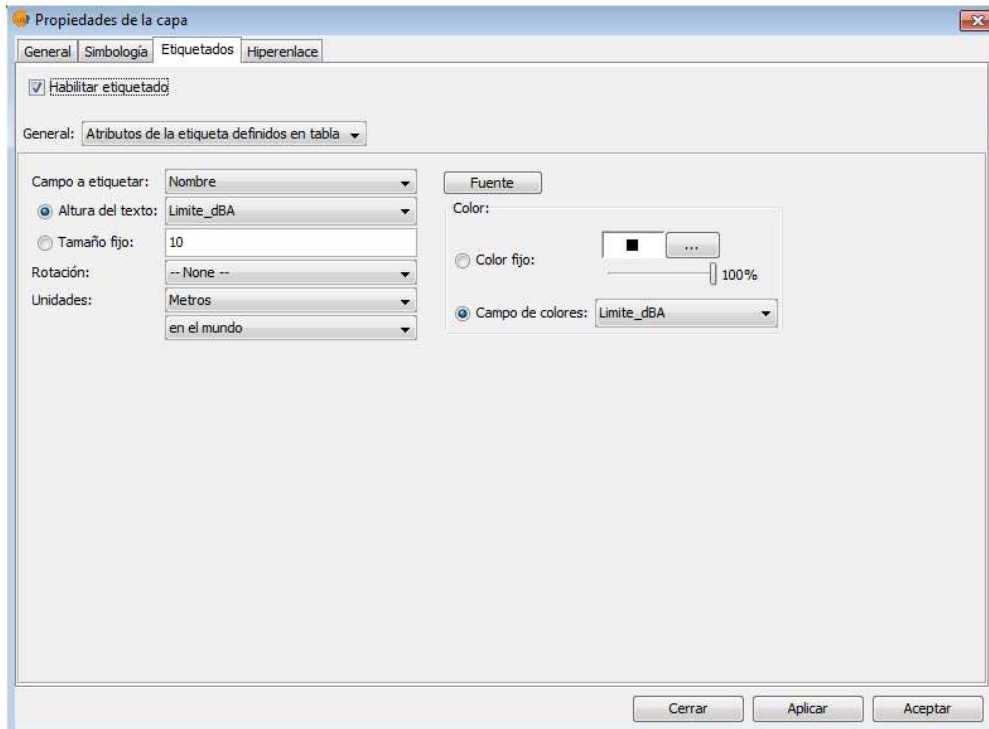 Propiedades de la capa
General Simbología Etiquetados Hiperenlace
Habilitar etiquetado
General: Atributos de la etiqueta definidos en tabla
Campo a etiquetar: Nombre
Altura del texto: Limite_dBA
Tamaño fijo: 10
Rotación: -- None --
Unidades: Metros
en el mundo
Fuente
Color:
Color fijo: ...
100%
Campo de colores: Limite_dBA
Cerrar Aplicar Aceptar